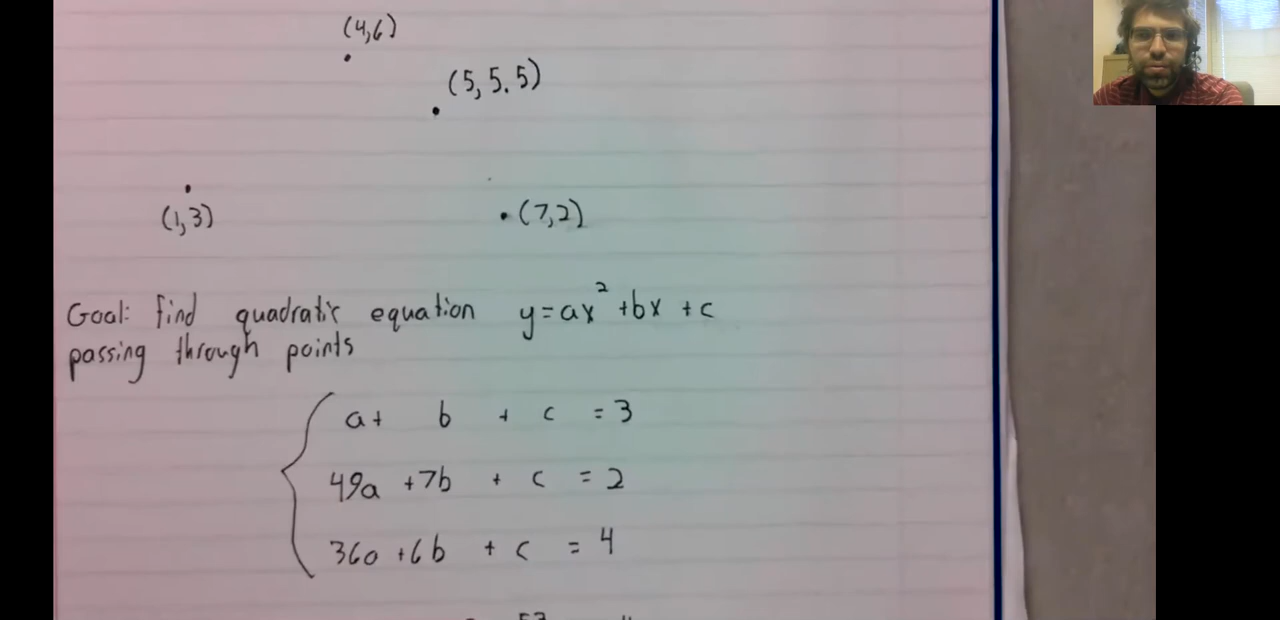 (4,6)
(5, 5.5)
(1,3)
(7,2)
Goal: find quadratic equation y=ax²+bx+c
passing through points
a+ b + c = 3
49a +7b + c = 2
36a +6b + c = 4